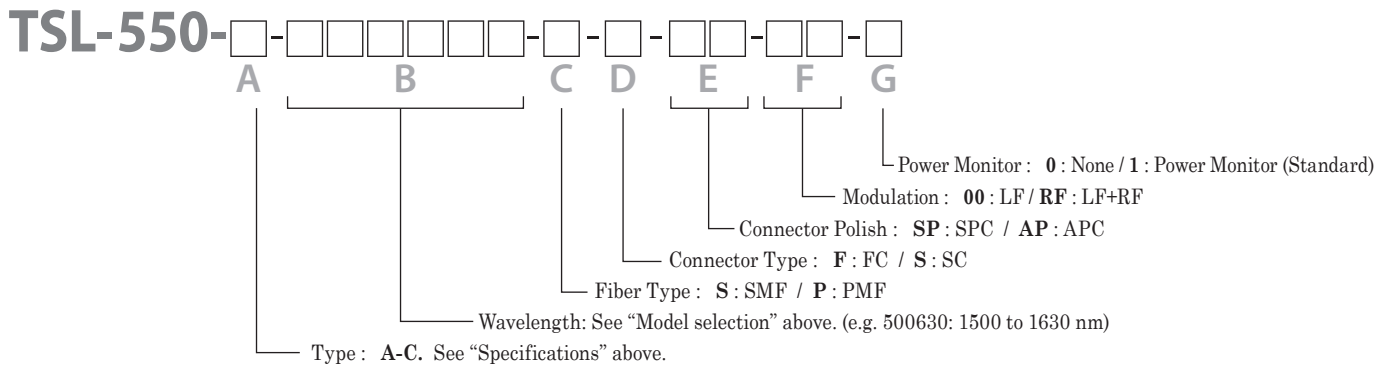 TSL-550-□-□□□□□□-□-□-□□-□□-□
A B C D E F G
Power Monitor : 0 : None / 1 : Power Monitor (Standard)
Modulation : 00 : LF / RF : LF+RF
Connector Polish : SP : SPC / AP : APC
Connector Type : F : FC / S : SC
Fiber Type : S : SMF / P : PMF
Wavelength: See “Model selection” above. (e.g. 500630: 1500 to 1630 nm)
Type : A-C. See “Specifications” above.